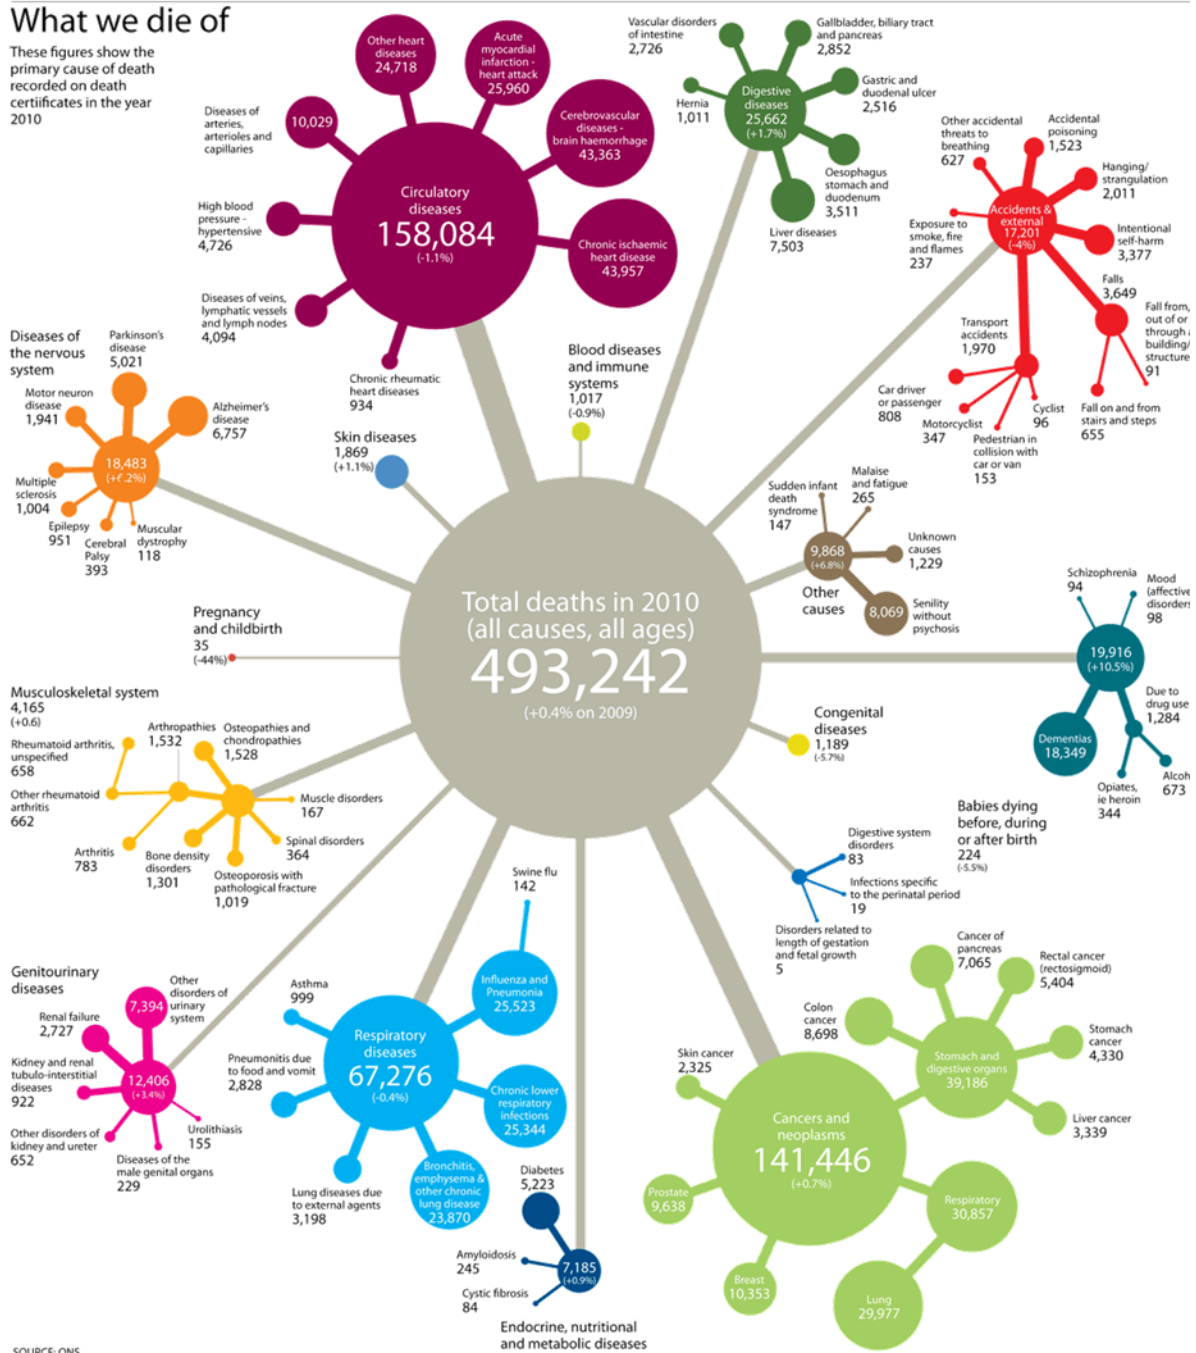 What we die of
These figures show the
primary cause of death
recorded on death
certiificates in the year
2010
Circulatory
diseases
158,084
(-1.1%)
Other heart
diseases
24,718
Acute
myocardial
infarction -
heart attack
25,960
Cerebrovascular
diseases -
brain haemorrhage
43,363
Chronic ischaemic
heart disease
43,957
Diseases of
arteries,
arterioles and
capillaries
10,029
High blood
pressure -
hypertensive
4,726
Diseases of veins,
lymphatic vessels
and lymph nodes
4,094
Chronic rheumatic
heart diseases
934
Vascular disorders
of intestine
2,726
Gallbladder, biliary tract
and pancreas
2,852
Hernia
1,011
Digestive
diseases
25,662
(+1.7%)
Gastric and
duodenal ulcer
2,516
Oesophagus
stomach and
duodenum
3,511
Liver diseases
7,503
Other accidental
threats to
breathing
627
Accidental
poisoning
1,523
Hanging/
strangulation
2,011
Accidents &
external
17,201
(-4%)
Exposure to
smoke, fire
and flames
237
Intentional
self-harm
3,377
Falls
3,649
Fall from,
out of or
through a
building/
structure
91
Transport
accidents
1,970
Car driver
or passenger
808
Motorcyclist
347
Pedestrian in
collision with
car or van
153
Cyclist
96
Fall on and from
stairs and steps
655
Diseases of
the nervous
system
Parkinson's
disease
5,021
Motor neuron
disease
1,941
Alzheimer's
disease
6,757
18,483
Multiple
sclerosis
1,004
Epilepsy
951
Cerebral
Palsy
393
Muscular
dystrophy
118
Skin diseases
1,869
(+1.1%)
Blood diseases
and immune
systems
1,017
(-0.9%)
Sudden infant
death
syndrome
147
Malaise
and fatigue
265
9,868
(+6.8%)
Unknown
causes
1,229
Other
causes
8,069
Senility
without
psychosis
Total deaths in 2010
(all causes, all ages)
493,242
(+0.4% on 2009)
Pregnancy
and childbirth
35
(-44%)
Schizophrenia
94
Mood
(affective
disorders
98
19,916
(+10.5%)
Dementias
18,349
Due to
drug use
1,284
Opiates,
ie heroin
344
Alcoh
673
Musculoskeletal system
4,165
(+0.6)
Arthropathies
1,532
Osteopathies and
chondropathies
1,528
Rheumatoid arthritis,
unspecified
658
Other rheumatoid
arthritis
662
Arthritis
783
Bone density
disorders
1,301
Osteoporosis with
pathological fracture
1,019
Muscle disorders
167
Spinal disorders
364
Congenital
diseases
1,189
(-5.7%)
Babies dying
before, during
or after birth
224
(-5.5%)
Digestive system
disorders
83
Infections specific
to the perinatal period
19
Disorders related to
length of gestation
and fetal growth
5
Genitourinary
diseases
7,394
Other
disorders of
urinary
system
Renal failure
2,727
Kidney and renal
tubulo-interstitial
diseases
922
12,406
(+3.4%)
Other disorders of
kidney and ureter
652
Diseases of the
male genital organs
229
Urolithiasis
155
Swine flu
142
Influenza and
Pneumonia
25,523
Asthma
999
Respiratory
diseases
67,276
(-0.4%)
Pneumonitis due
to food and vomit
2,828
Chronic lower
respiratory
infections
25,344
Lung diseases due
to external agents
3,198
Bronchitis,
emphysema &
other chronic
lung disease
23,870
Diabetes
5,223
Amyloidosis
245
7,185
(+0.9%)
Cystic fibrosis
84
Endocrine, nutritional
and metabolic diseases
Cancer of
pancreas
7,065
Rectal cancer
(rectosigmoid)
5,404
Colon
cancer
8,698
Stomach
cancer
4,330
Stomach and
digestive organs
39,186
Liver cancer
3,339
Skin cancer
2,325
Cancers and
neoplasms
141,446
(+0.7%)
Prostate
9,638
Respiratory
30,857
Breast
10,353
Lung
29,977
SOURCE: ONS